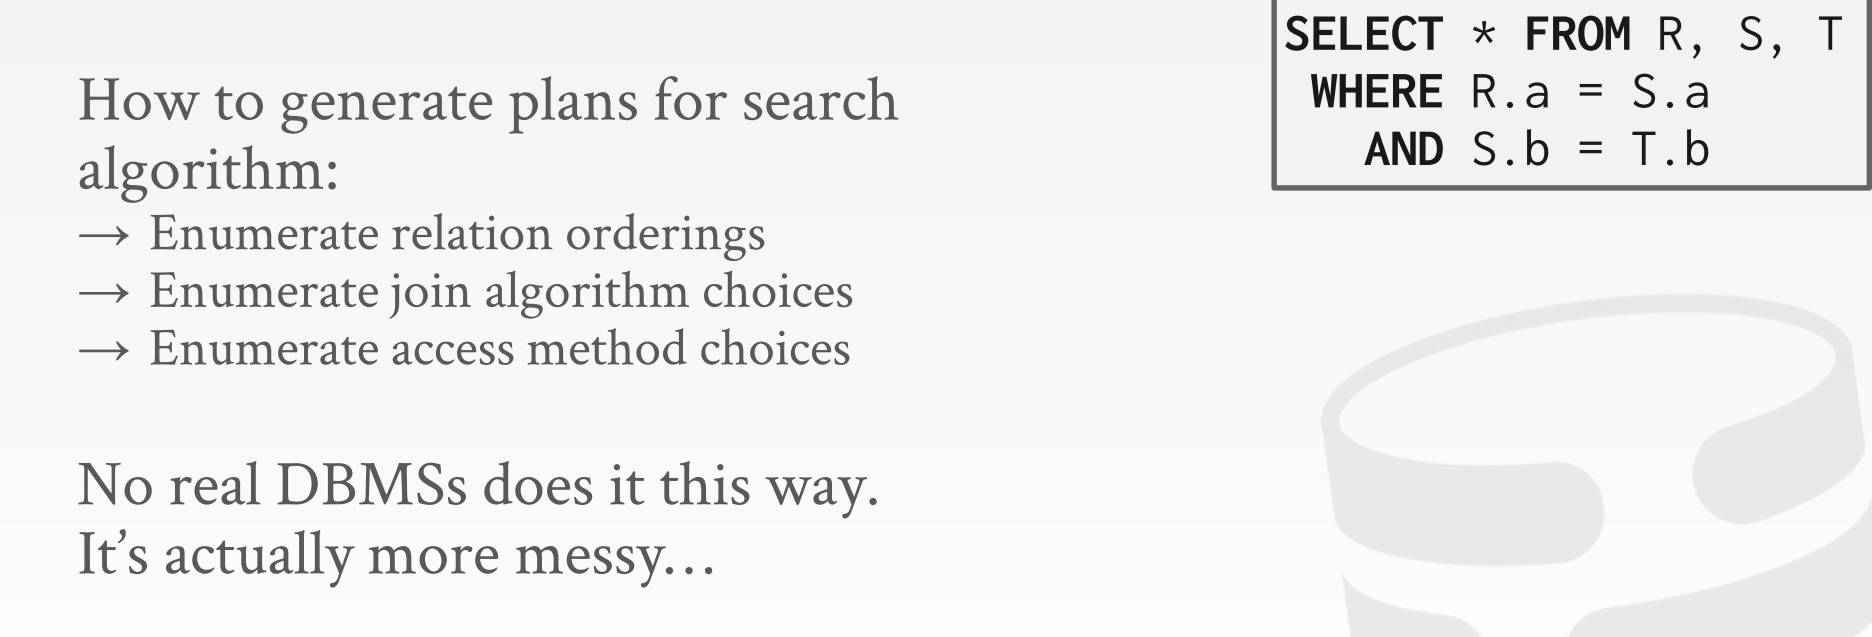 SELECT * FROM R, S, T
WHERE R.a = S.a
AND S.b = T.b
How to generate plans for search
algorithm:
→ Enumerate relation orderings
→ Enumerate join algorithm choices
→ Enumerate access method choices
No real DBMSs does it this way.
It’s actually more messy…